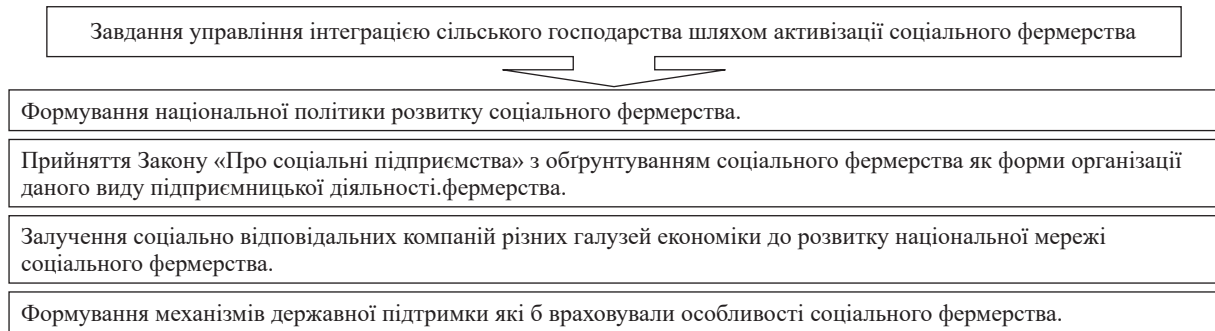 Завдання управління інтеграцією сільського господарства шляхом активізації соціального фермерства
Формування національної політики розвитку соціального фермерства.
Прийняття Закону «Про соціальні підприємства» з обґрунтуванням соціального фермерства як форми організації
даного виду підприємницької діяльності.фермерства.
Залучення соціально відповідальних компаній різних галузей економіки до розвитку національної мережі
соціального фермерства.
Формування механізмів державної підтримки які б враховували особливості соціального фермерства.